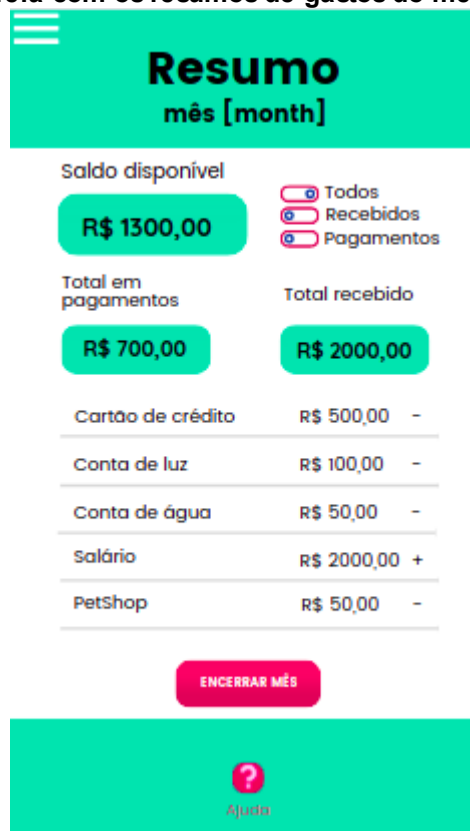 Resumo
mês [month]
Saldo disponível
R$ 1300,00
Todos
Recebidos
Pagamentos
Total em
pagamentos
Total recebido
R$ 700,00
R$ 2000,00
Cartão de crédito R$ 500,00 -
Conta de luz R$ 100,00 -
Conta de água R$ 50,00 -
Salário R$ 2000,00 +
PetShop R$ 50,00 -
ENCERRAR MÊS
?
Ajuda